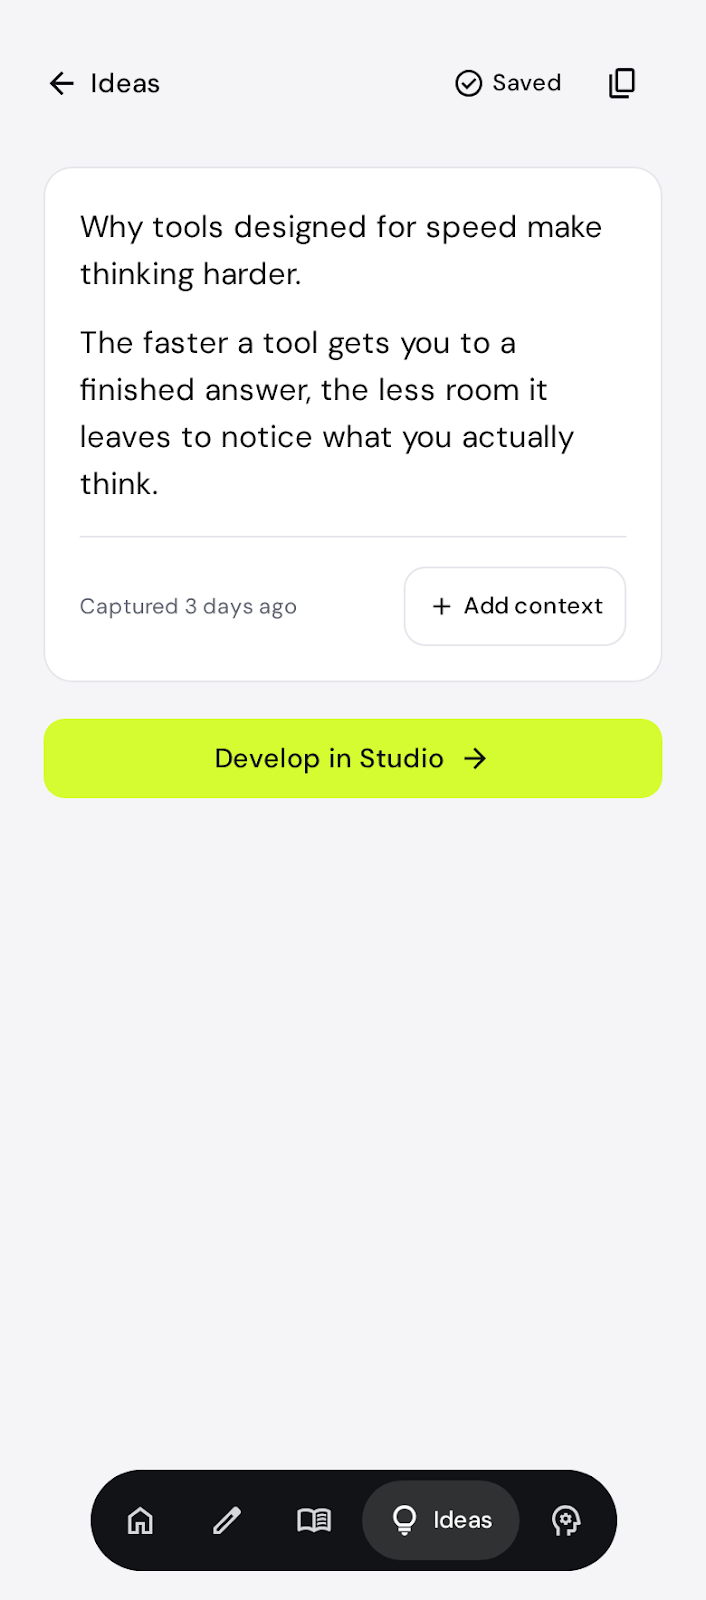 Ideas
Saved
Why tools designed for speed make
thinking harder.
The faster a tool gets you to a
finished answer, the less room it
leaves to notice what you actually
think.
Captured 3 days ago
+ Add context
Develop in Studio →
Ideas